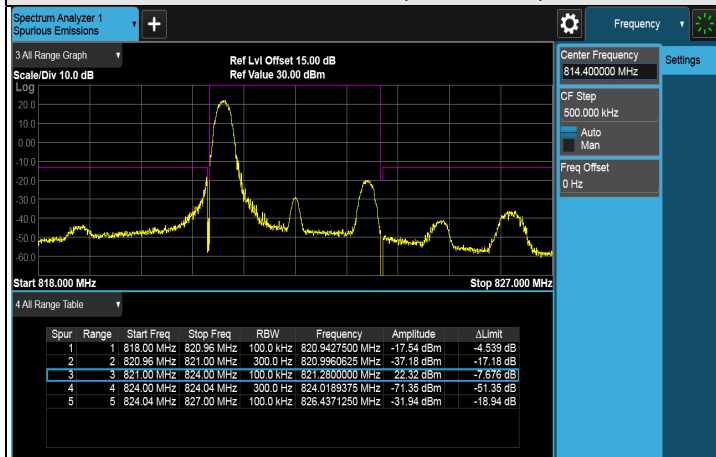 Spectrum Analyzer 1
Spurious Emissions
Frequency
3 All Range Graph
Scale/Div 10.0 dB
Ref Lvl Offset 15.00 dB
Ref Value 30.00 dBm
Log
20.0
10.0
0.00
-10.0
-20.0
-30.0
-40.0
-50.0
-60.0
Start 818.000 MHz
Stop 827.000 MHz
4 All Range Table
Spur Range Start Freq Stop Freq RBW Frequency Amplitude ΔLimit
1 1 818.00 MHz 820.96 MHz 100.0 kHz 820.9427500 MHz -17.54 dBm -4.539 dB
2 2 820.96 MHz 821.00 MHz 300.0 Hz 820.9960625 MHz -37.18 dBm -17.18 dB
3 3 821.00 MHz 824.00 MHz 100.0 kHz 821.2800000 MHz 22.32 dBm -7.676 dB
4 4 824.00 MHz 824.04 MHz 300.0 Hz 824.0189375 MHz -71.35 dBm -51.35 dB
5 5 824.04 MHz 827.00 MHz 100.0 kHz 826.4371250 MHz -31.94 dBm -18.94 dB
Center Frequency
814.400000 MHz
Settings
CF Step
500.000 kHz
Auto
Man
Freq Offset
0 Hz